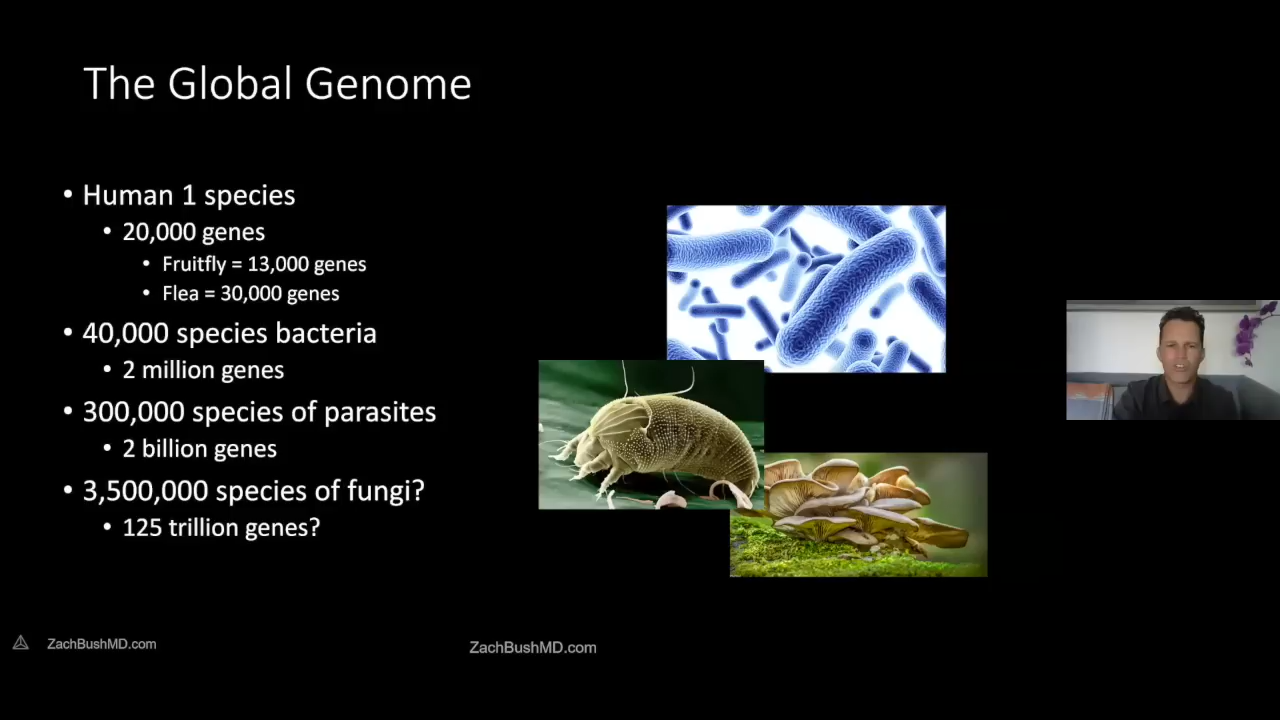 The Global Genome
• Human 1 species
• 20,000 genes
• Fruitfly = 13,000 genes
• Flea = 30,000 genes
• 40,000 species bacteria
• 2 million genes
• 300,000 species of parasites
• 2 billion genes
• 3,500,000 species of fungi?
• 125 trillion genes?
ZachBushMD.com
ZachBushMD.com